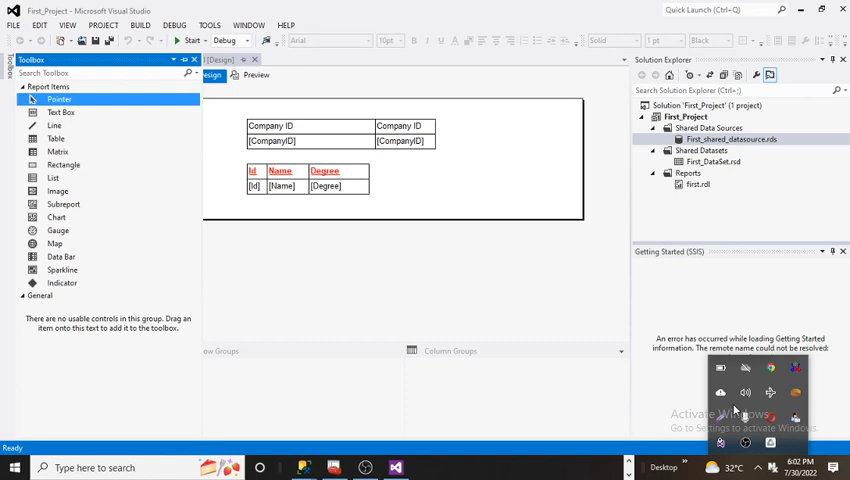 First_Project - Microsoft Visual Studio
Quick Launch (Ctrl+Q)
FILE EDIT VIEW PROJECT BUILD DEBUG TOOLS WINDOW HELP
Start Debug Arial 10pt B I U A Solid 1 pt Black
Toolbox
Toolbox
Search Toolbox
Report Items
Pointer
Text Box
Line
Table
Matrix
Rectangle
List
Image
Subreport
Chart
Gauge
Map
Data Bar
Sparkline
Indicator
General
There are no usable controls in this group. Drag an
item onto this text to add it to the toolbox.
[Design]
Preview
Company ID Company ID
[CompanyID] [CompanyID]
Id Name Degree
[Id] [Name] [Degree]
Column Groups
Solution Explorer
Search Solution Explorer (Ctrl+;)
Solution 'First_Project' (1 project)
First_Project
Shared Data Sources
First_shared_datasource.rds
Shared Datasets
First_DataSet.rsd
Reports
first.rdl
Getting Started (SSIS)
An error has occurred while loading Getting Started
information. The remote name could not be resolved:
Activate Windows
Go to Settings to activate Windows.
Ready
Type here to search
Desktop
32°C
6:02 PM
7/30/2022